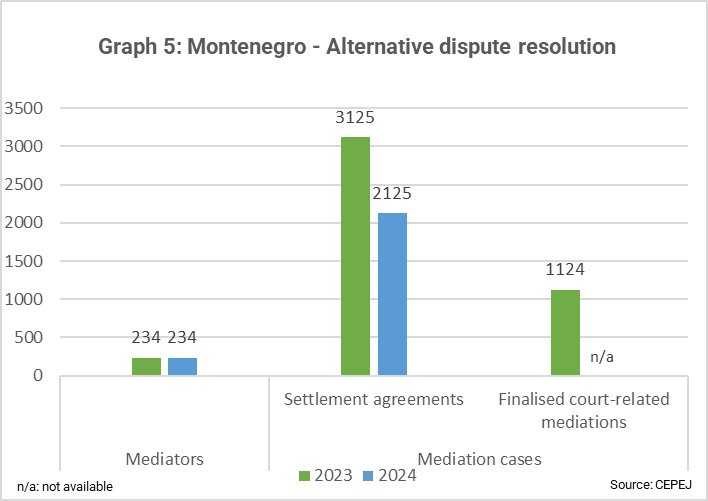 Graph 5: Montenegro - Alternative dispute resolution
3500
3000
2500
2000
1500
1000
500
0
234 234
3125
2125
1124
n/a
Settlement agreements
Finalised court-related
mediations
Mediators
Mediation cases
2023 2024
n/a: not available
Source: CEPEJ